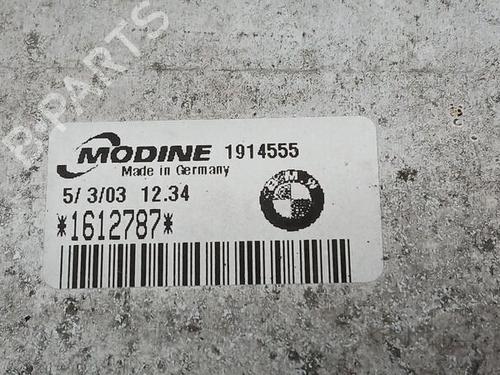 B-PARTS
MODINE 1914555
Made in Germany
5/ 3/03 12.34
BMW
*1612787*